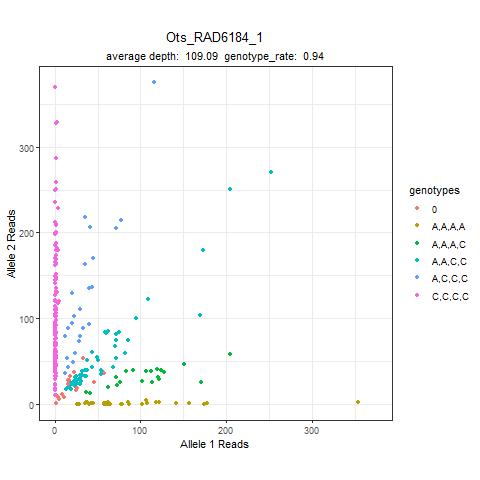 Ots_RAD6184_1
average depth: 109.09 genotype_rate: 0.94
Allele 2 Reads
300
200
100
0
0
100
200
300
Allele 1 Reads
genotypes
0
A,A,A,A
A,A,A,C
A,A,C,C
A,C,C,C
C,C,C,C